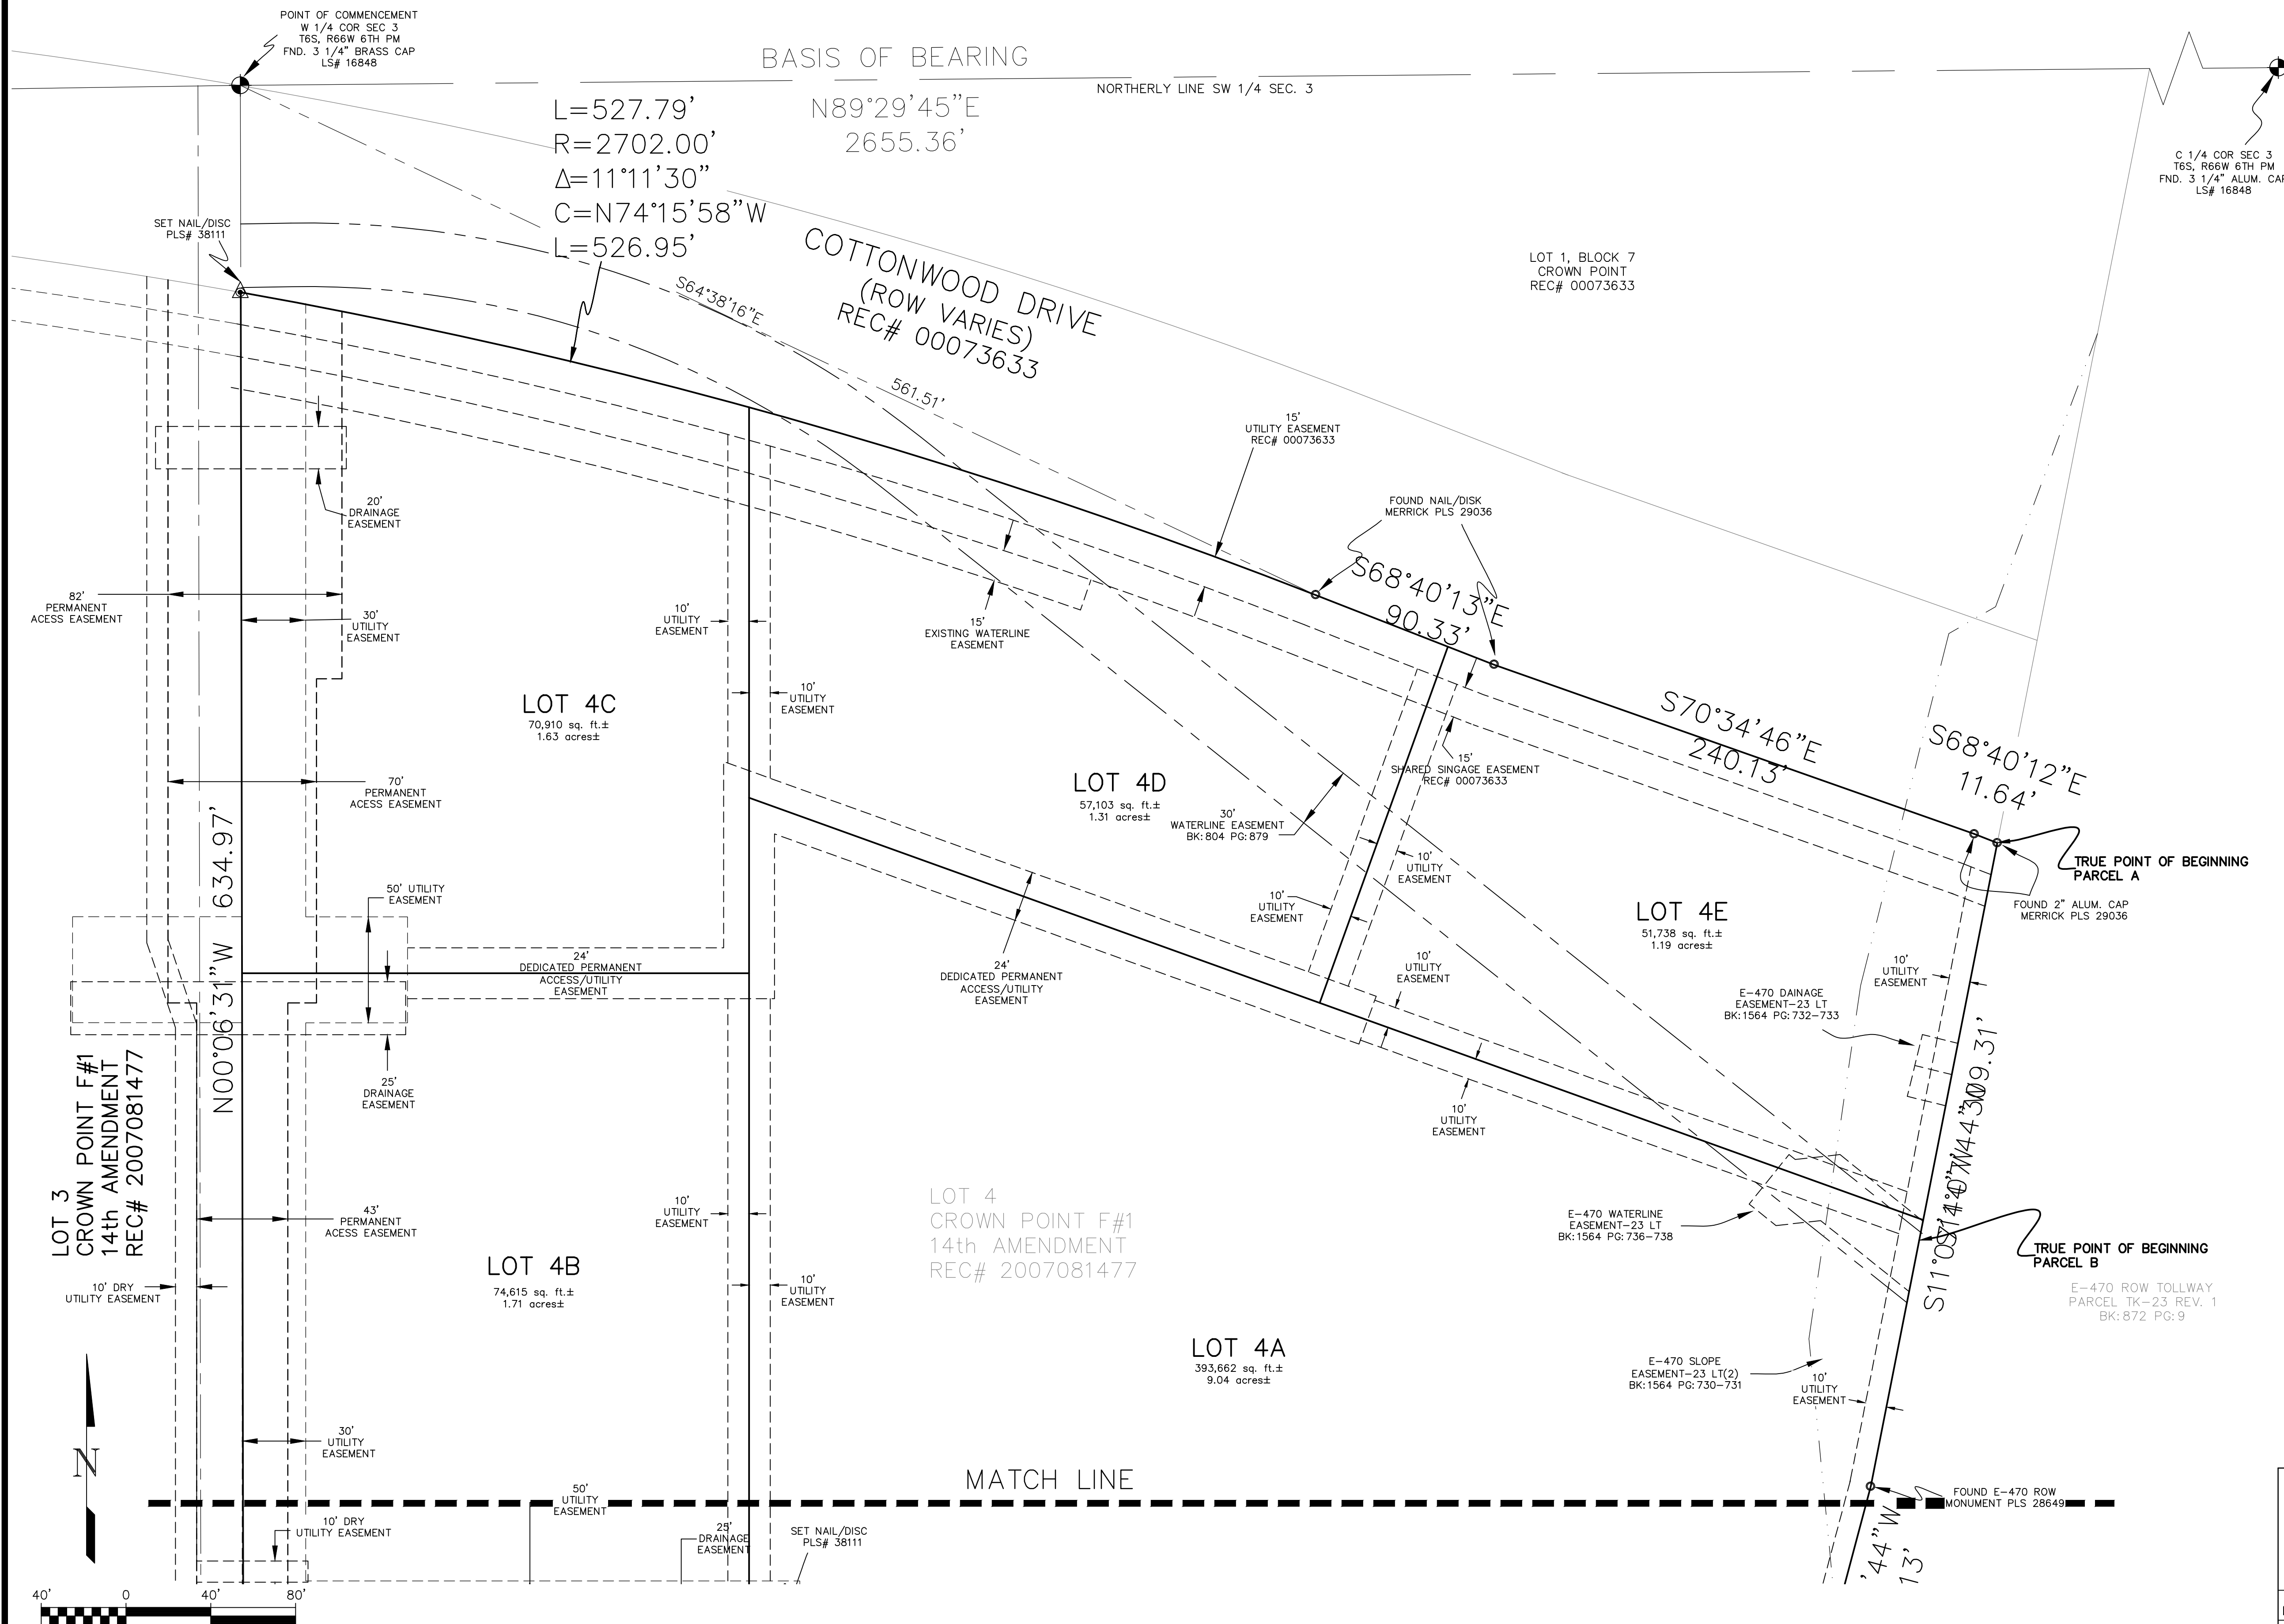 POINT OF COMMENCEMENT
W 1/4 COR SEC 3
T6S, R66W 6TH PM
FND. 3 1/4" BRASS CAP
LS# 16848
BASIS OF BEARING
NORTHERLY LINE SW 1/4 SEC. 3
N89°29'45"E
2655.36'
C 1/4 COR SEC 3
T6S, R66W 6TH PM
FND. 3 1/4" ALUM. CAP
LS# 16848
L=527.79'
R=2702.00'
Δ=11°11'30"
C=N74°15'58"W
L=526.95'
SET NAIL/DISC
PLS# 38111
COTTONWOOD DRIVE
(ROW VARIES)
REC# 00073633
S64°38'16"E
561.51'
LOT 1, BLOCK 7
CROWN POINT
REC# 00073633
15'
UTILITY EASEMENT
REC# 00073633
FOUND NAIL/DISK
MERRICK PLS 29036
S68°40'13"E
90.33'
20'
DRAINAGE
EASEMENT
82'
PERMANENT
ACESS EASEMENT
30'
UTILITY
EASEMENT
10'
UTILITY
EASEMENT
15'
EXISTING WATERLINE
EASEMENT
10'
UTILITY
EASEMENT
LOT 4C
70,910 sq. ft.±
1.63 acres±
70'
PERMANENT
ACESS EASEMENT
LOT 4D
57,103 sq. ft.±
1.31 acres±
30'
WATERLINE EASEMENT
BK: 804 PG: 879
15'
SHARED SINGAGE EASEMENT
REC# 00073633
S70°34'46"E
240.13'
S68°40'12"E
11.64'
TRUE POINT OF BEGINNING
PARCEL A
FOUND 2" ALUM. CAP
MERRICK PLS 29036
10'
UTILITY
EASEMENT
10'
UTILITY
EASEMENT
LOT 4E
51,738 sq. ft.±
1.19 acres±
50' UTILITY
EASEMENT
N00°06'31"W 634.97'
24'
DEDICATED PERMANENT
ACCESS/UTILITY
EASEMENT
24'
DEDICATED PERMANENT
ACCESS/UTILITY
EASEMENT
10'
UTILITY
EASEMENT
10'
UTILITY
EASEMENT
E-470 DAINAGE
EASEMENT-23 LT
BK: 1564 PG: 732-733
25'
DRAINAGE
EASEMENT
10'
UTILITY
EASEMENT
LOT 3
CROWN POINT F#1
14th AMENDMENT
REC# 2007081477
43'
PERMANENT
ACESS EASEMENT
10'
UTILITY
EASEMENT
LOT 4
CROWN POINT F#1
14th AMENDMENT
REC# 2007081477
E-470 WATERLINE
EASEMENT-23 LT
BK: 1564 PG: 736-738
TRUE POINT OF BEGINNING
PARCEL B
E-470 ROW TOLLWAY
PARCEL TK-23 REV. 1
BK: 872 PG: 9
LOT 4B
74,615 sq. ft.±
1.71 acres±
10' DRY
UTILITY EASEMENT
10'
UTILITY
EASEMENT
LOT 4A
393,662 sq. ft.±
9.04 acres±
E-470 SLOPE
EASEMENT-23 LT(2)
BK: 1564 PG: 730-731
10'
UTILITY
EASEMENT
N
30'
UTILITY
EASEMENT
MATCH LINE
50'
UTILITY
EASEMENT
FOUND E-470 ROW
MONUMENT PLS 28649
10' DRY
UTILITY EASEMENT
25'
DRAINAGE
EASEMENT
SET NAIL/DISC
PLS# 38111
'44"W
13'
40' 0 40' 80'